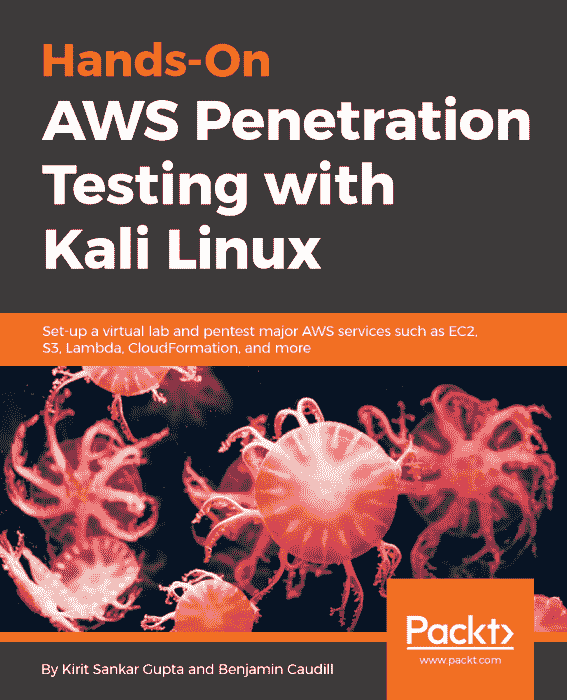 Hands-On
AWS Penetration
Testing with
Kali Linux
Set-up a virtual lab and pentest major AWS services such as EC2,
S3, Lambda, CloudFormation, and more
Packt>
www.packt.com
By Kirit Sankar Gupta and Benjamin Caudill